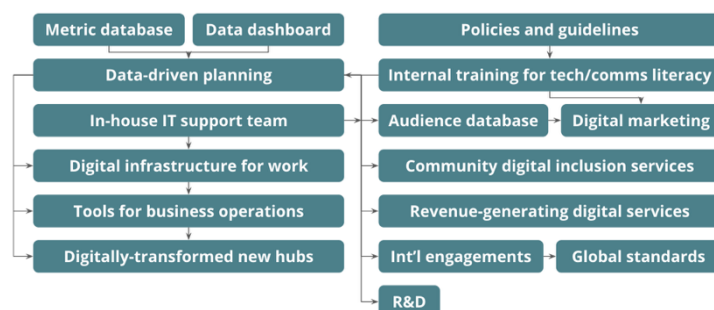 Metric database
Data dashboard
Data-driven planning
In-house IT support team
Digital infrastructure for work
Tools for business operations
Digitally-transformed new hubs
Policies and guidelines
Internal training for tech/comms literacy
Audience database
Digital marketing
Community digital inclusion services
Revenue-generating digital services
Int’l engagements
Global standards
R&D